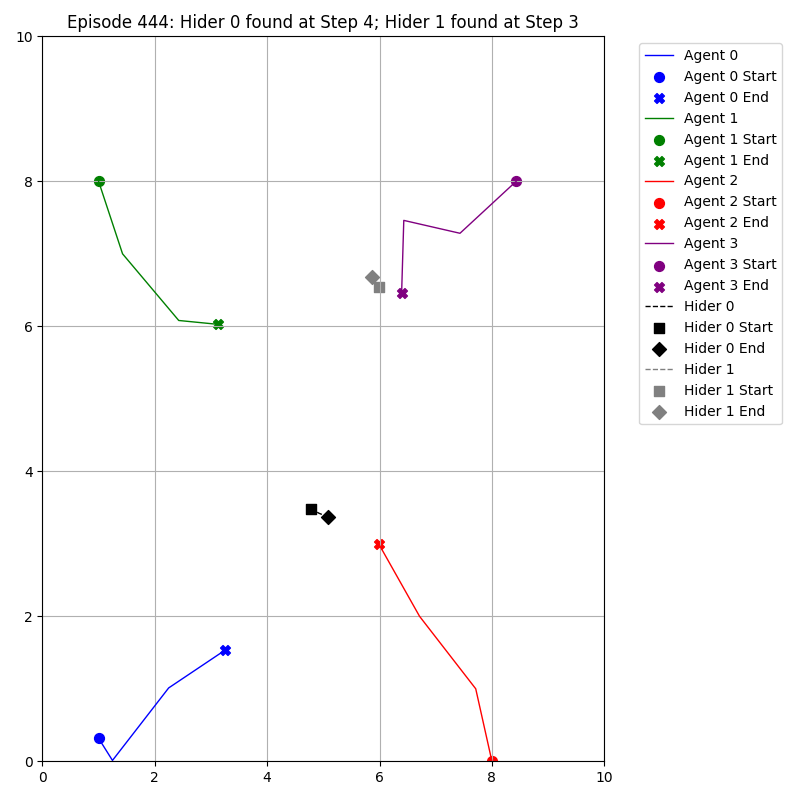 Episode 444: Hider 0 found at Step 4; Hider 1 found at Step 3
10
8
6
4
2
0
0 2 4 6 8 10
Agent 0
Agent 0 Start
Agent 0 End
Agent 1
Agent 1 Start
Agent 1 End
Agent 2
Agent 2 Start
Agent 2 End
Agent 3
Agent 3 Start
Agent 3 End
Hider 0
Hider 0 Start
Hider 0 End
Hider 1
Hider 1 Start
Hider 1 End